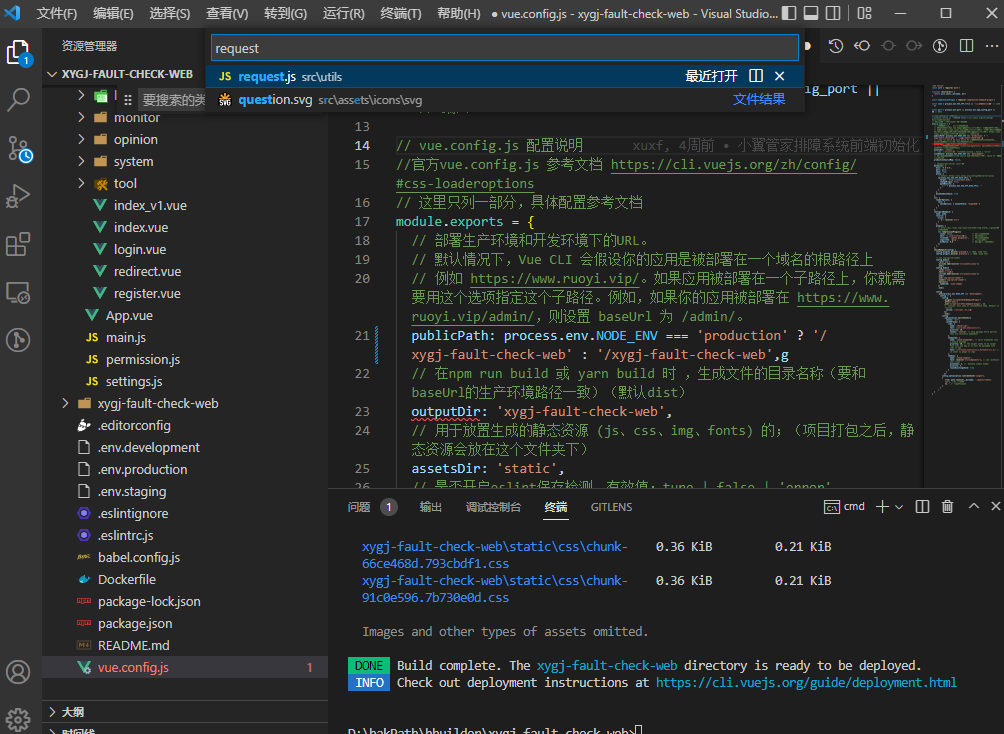 文件(F) 编辑(E) 选择(S) 查看(V) 转到(G) 运行(R) 终端(T) 帮助(H) ● vue.config.js - xygj-fault-check-web - Visual Studio...
资源管理器
request
XYGJ-FAULT-CHECK-WEB
JS request.js src\utils 最近打开
question.svg src\assets\icons\svg 文件结果
要搜索的类
monitor
opinion
system
tool
index_v1.vue
index.vue
login.vue
redirect.vue
register.vue
App.vue
JS main.js
JS permission.js
JS settings.js
xygj-fault-check-web
.editorconfig
.env.development
.env.production
.env.staging
.eslintignore
.eslintrc.js
babel.config.js
Dockerfile
package-lock.json
package.json
README.md
vue.config.js 1
大纲
时间线
1
13
14 // vue.config.js 配置说明 xuxf, 4周前 • 小翼管家排障系统前端初始化
15 //官方vue.config.js 参考文档 https://cli.vuejs.org/zh/config/
#css-loaderoptions
16 // 这里只列一部分，具体配置参考文档
17 module.exports = {
18 // 部署生产环境和开发环境下的URL。
19 // 默认情况下，Vue CLI 会假设你的应用是被部署在一个域名的根路径上
20 // 例如 https://www.ruoyi.vip/。如果应用被部署在一个子路径上，你就需
要用这个选项指定这个子路径。例如，如果你的应用被部署在 https://www.
ruoyi.vip/admin/，则设置 baseUrl 为 /admin/。
21 publicPath: process.env.NODE_ENV === 'production' ? '/
xygj-fault-check-web' : '/xygj-fault-check-web',g
22 // 在npm run build 或 yarn build 时 ，生成文件的目录名称（要和
baseUrl的生产环境路径一致）（默认dist）
23 outputDir: 'xygj-fault-check-web',
24 // 用于放置生成的静态资源 (js、css、img、fonts) 的；（项目打包之后，静
态资源会放在这个文件夹下）
25 assetsDir: 'static',
26 // 是否开启eslint保存检测，有效值：ture | false | 'error'
问题 1 输出 调试控制台 终端 GITLENS cmd
xygj-fault-check-web\static\css\chunk- 0.36 KiB 0.21 KiB
66ce468d.793cbdf1.css
xygj-fault-check-web\static\css\chunk- 0.36 KiB 0.21 KiB
91c0e596.7b730e0d.css
Images and other types of assets omitted.
DONE Build complete. The xygj-fault-check-web directory is ready to be deployed.
INFO Check out deployment instructions at https://cli.vuejs.org/guide/deployment.html
D:\bakPath\hbuilder\xygj-fault-check-web>